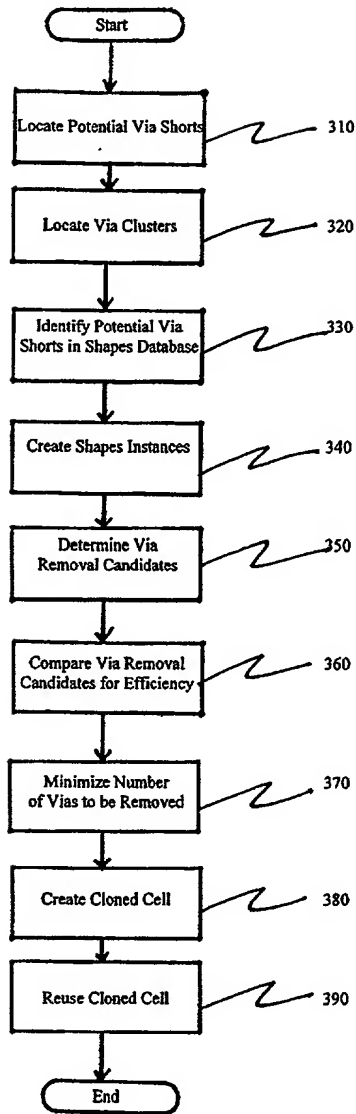 Start
Locate Potential Via Shorts
310
Locate Via Clusters
320
Identify Potential Via
Shorts in Shapes Database
330
Create Shapes Instances
340
Determine Via
Removal Candidates
350
Compare Via Removal
Candidates for Efficiency
360
Minimize Number
of Vias to be Removed
370
Create Cloned Cell
380
Reuse Cloned Cell
390
End